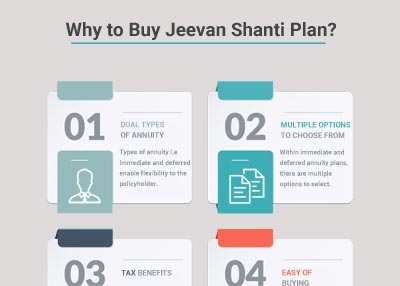 Why to Buy Jeevan Shanti Plan?
01
DUAL TYPES
OF ANNUITY
Types of annuity i.e
immediate and deferred
enable flexibility to the
policyholder.
02
MULTIPLE OPTIONS
TO CHOOSE FROM
Within immediate and
deferred annuity plans,
there are multiple
options to select.
03
TAX BENEFITS
04
EASY OF
BUYING